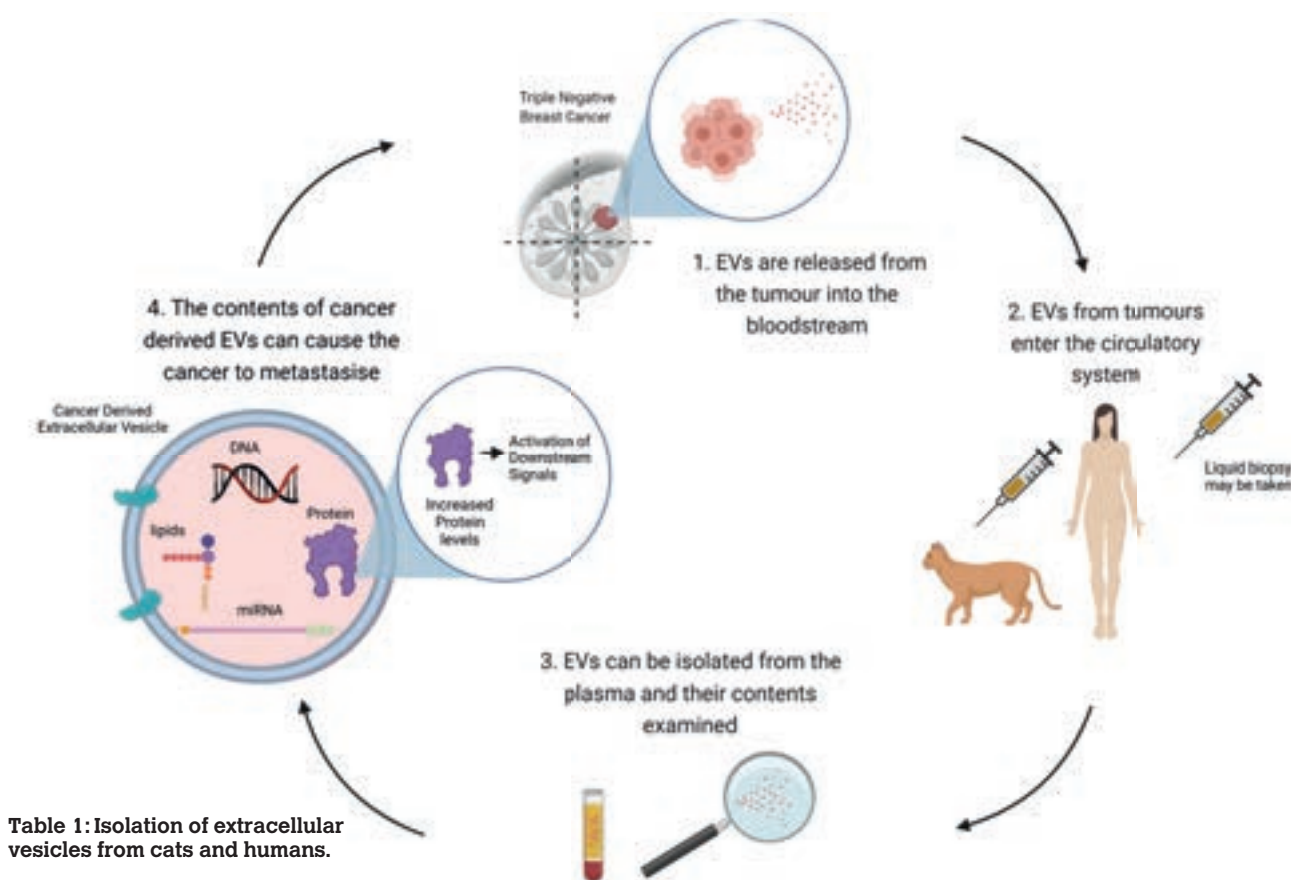 Triple Negative
Breast Cancer
1. EVs are released from
the tumour into the
bloodstream
2. EVs from tumours
enter the circulatory
system
Liquid biopsy
may be taken
3. EVs can be isolated from the
plasma and their contents
examined
4. The contents of cancer
derived EVs can cause the
cancer to metastasise
Cancer Derived
Extracellular Vesicle
DNA
lipids
Protein
miRNA
Activation of
Downstream
Signals
Increased
Protein
levels
Table 1: Isolation of extracellular
vesicles from cats and humans.